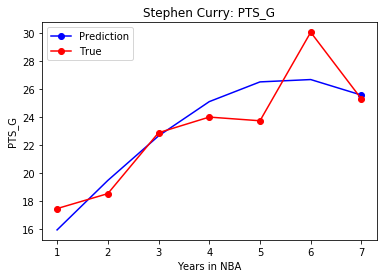 Stephen Curry: PTS_G
Prediction
True
30
28
26
24
22
20
18
16
PTS_G
1 2 3 4 5 6 7
Years in NBA